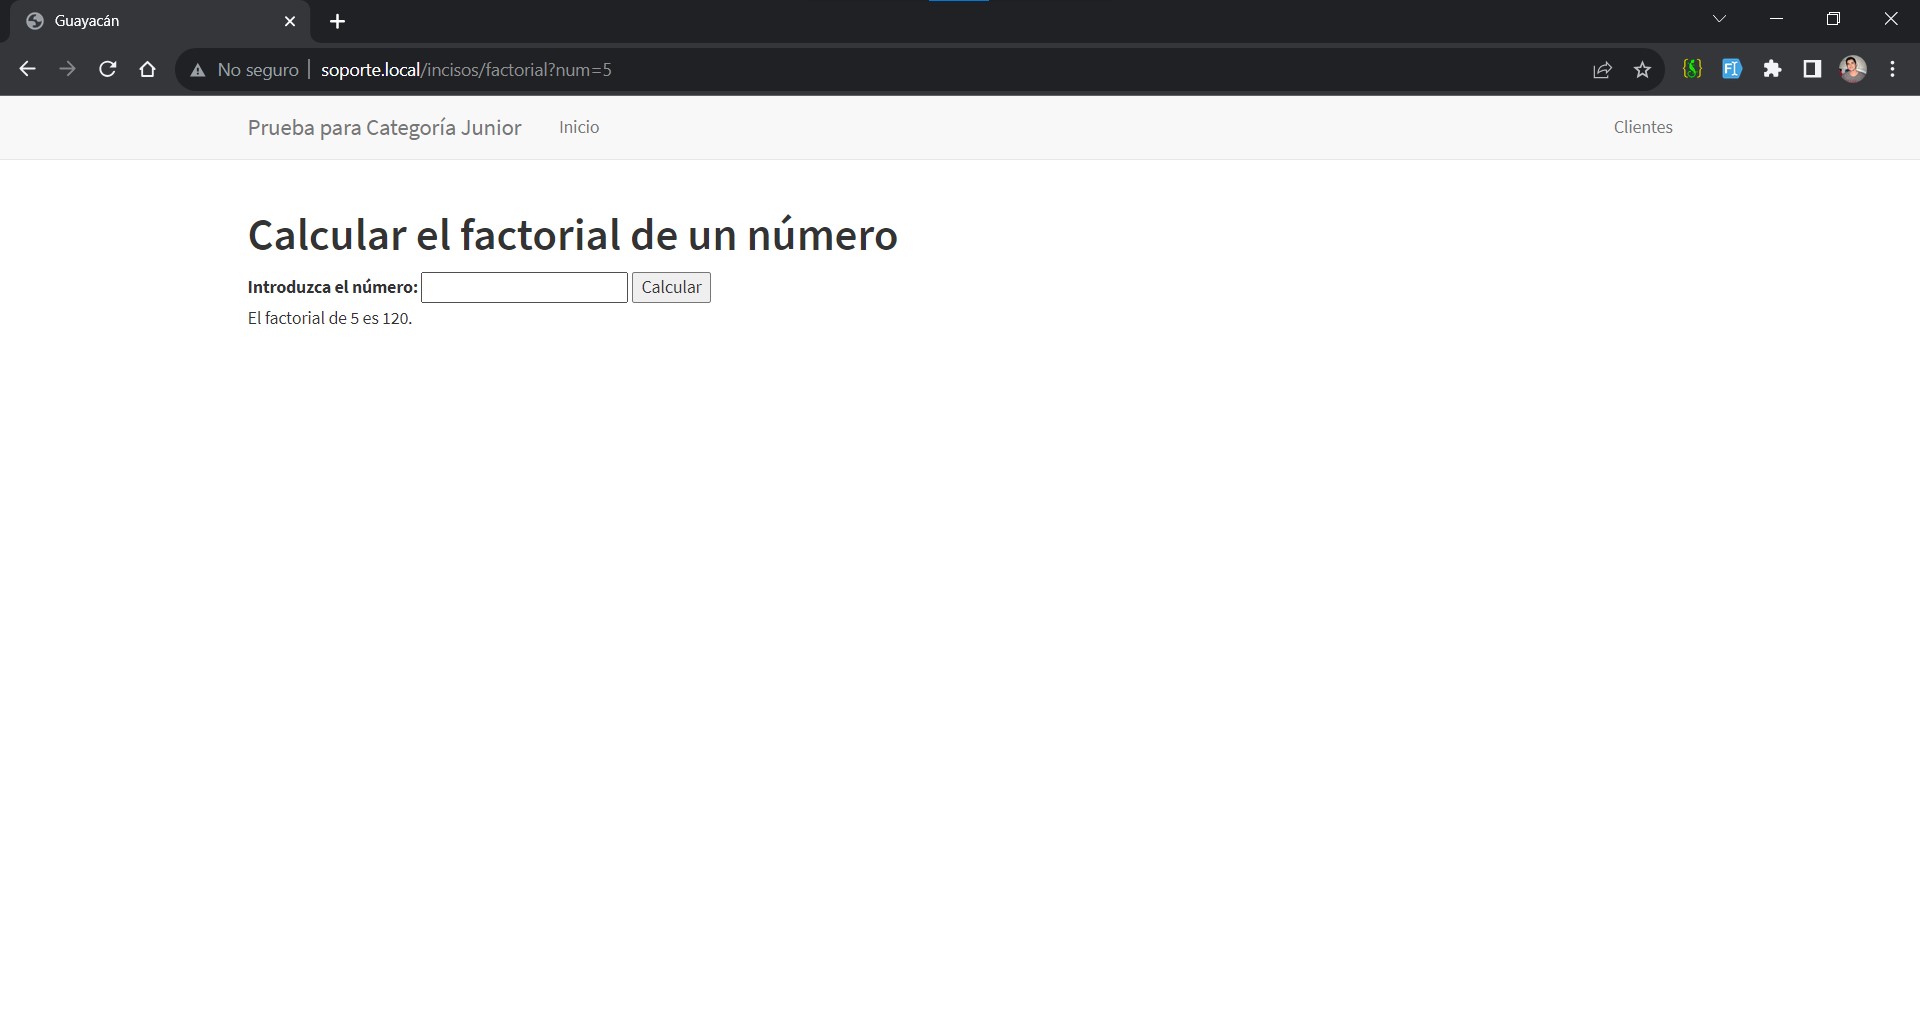 Guayacán
No seguro soporte.local/incisos/factorial?num=5
Prueba para Categoría Junior Inicio Clientes
Calcular el factorial de un número
Introduzca el número: Calcular
El factorial de 5 es 120.